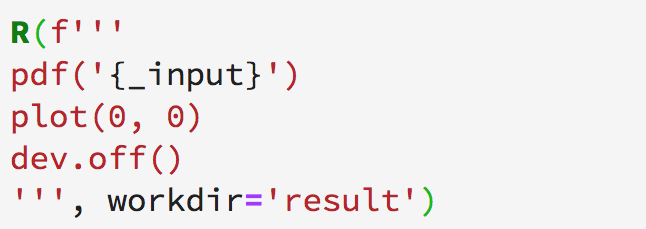 R(f'''
pdf('{_input}')
plot(0, 0)
dev.off()
''', workdir='result')